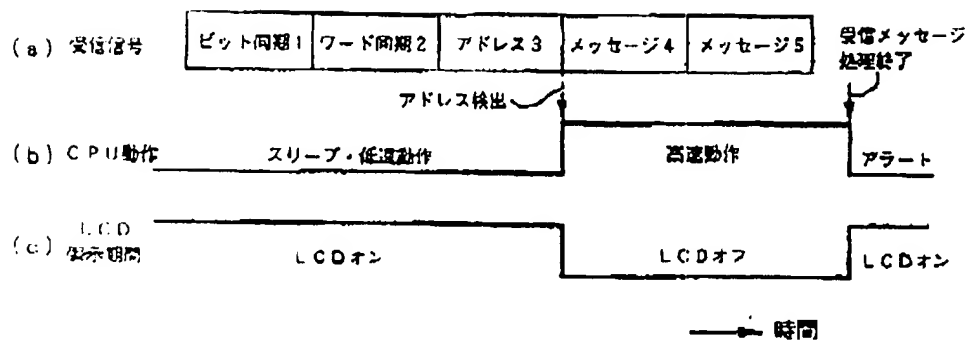 (a) 受信信号 ビット同期1 ワード同期2 アドレス3 メッセージ4 メッセージ5 受信メッセージ
処理終了
アドレス検出
(b) CPU動作 スリープ・低速動作 高速動作 アラート
LCD
(c) 表示期間 LCDオン LCDオフ LCDオン
時間